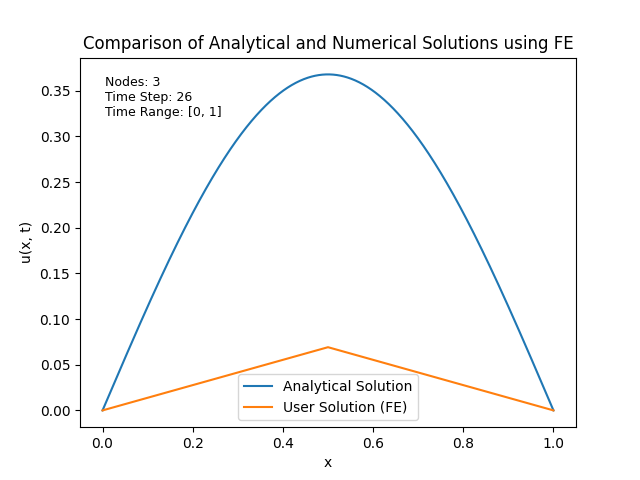 Comparison of Analytical and Numerical Solutions using FE
Nodes: 3
Time Step: 26
Time Range: [0, 1]
0.35
0.30
0.25
0.20
0.15
0.10
0.05
0.00
u(x, t)
Analytical Solution
User Solution (FE)
0.0 0.2 0.4 0.6 0.8 1.0
x